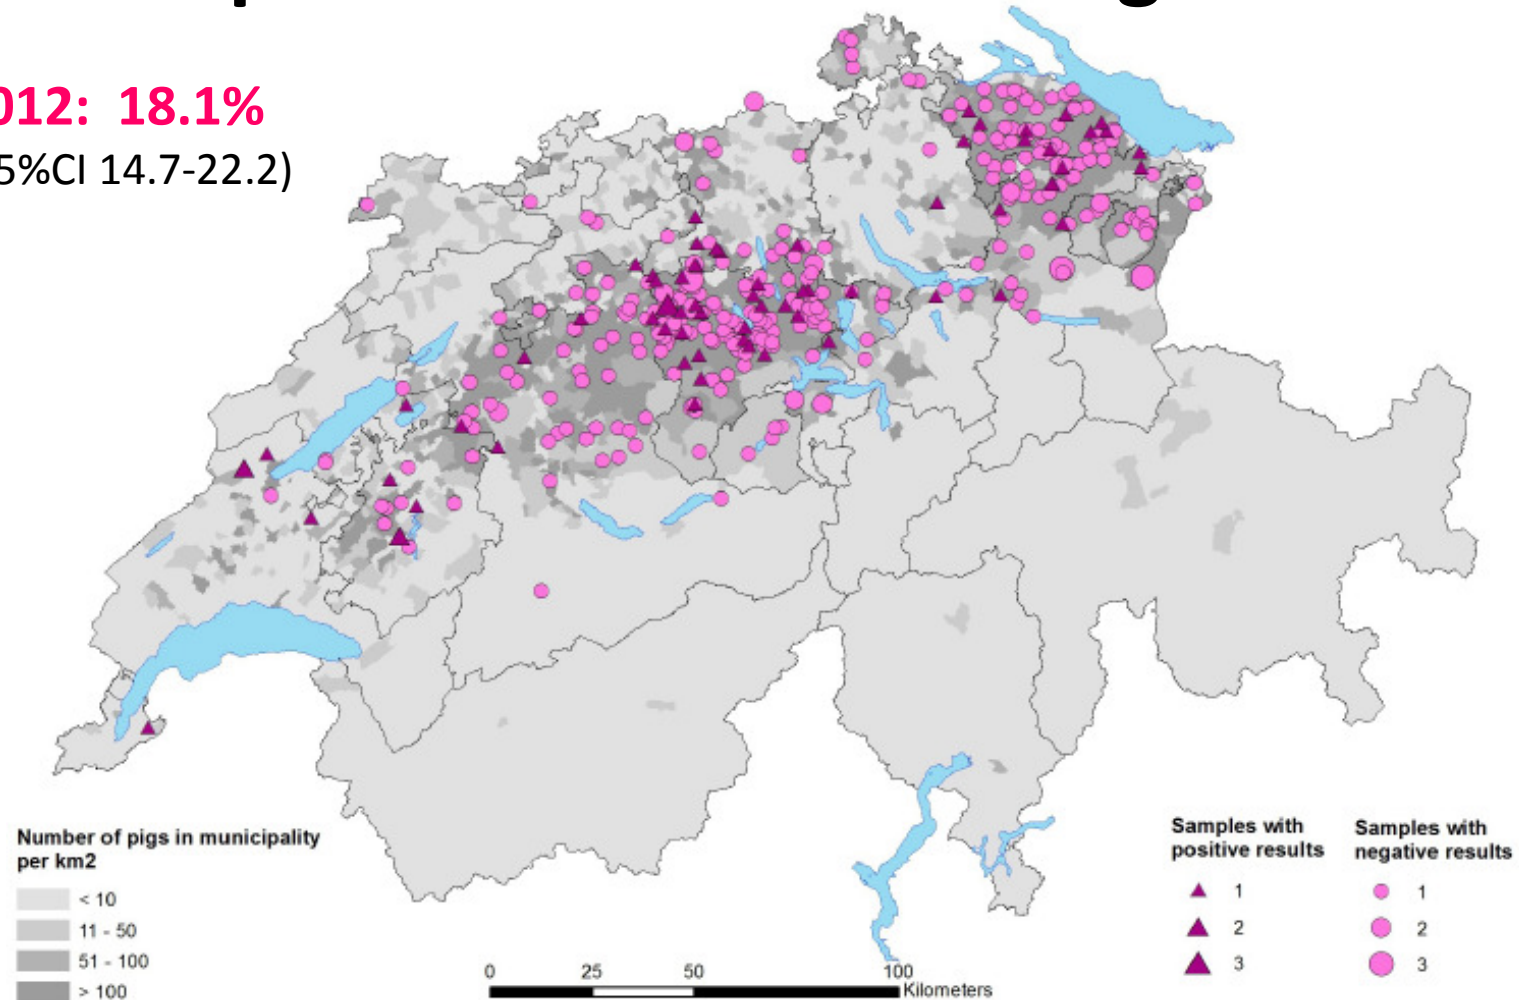 012: 18.1%
5%CI 14.7-22.2)
Number of pigs in municipality
per km2
< 10
11 - 50
51 - 100
> 100
0 25 50 100
Kilometers
Samples with
positive results
1
2
3
Samples with
negative results
1
2
3